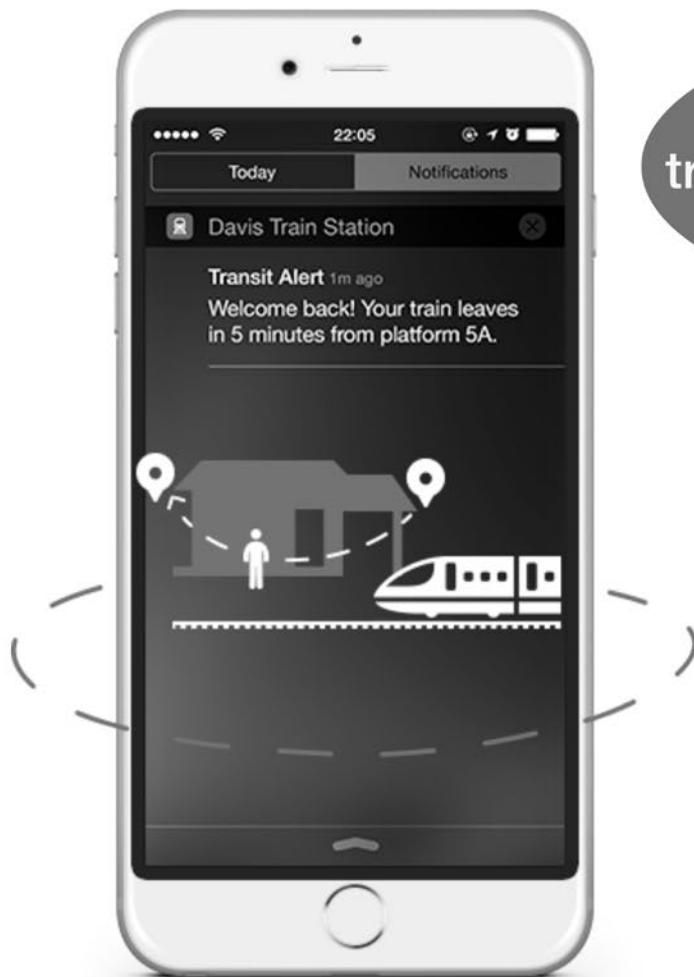 22:05
Today Notifications
Davis Train Station
Transit Alert 1m ago
Welcome back! Your train leaves
in 5 minutes from platform 5A.